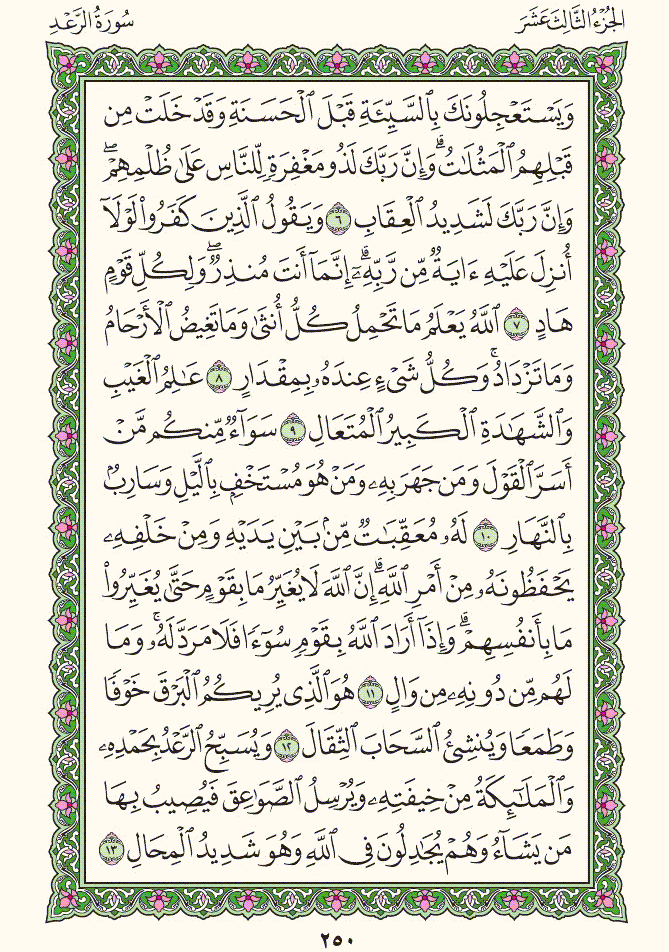 الجُزْءُ الثَّالِثَ عَشَرَ
سُورَةُ الرَّعْدِ
وَيَسْتَعْجِلُونَكَ بِٱلسَّيِّئَةِ قَبْلَ ٱلْحَسَنَةِ وَقَدْ خَلَتْ مِن
قَبْلِهِمُ ٱلْمَثُلَٰتُۗ وَإِنَّ رَبَّكَ لَذُو مَغْفِرَةٍ لِّلنَّاسِ عَلَىٰ ظُلْمِهِمْۖ
وَإِنَّ رَبَّكَ لَشَدِيدُ ٱلْعِقَابِ ٦ وَيَقُولُ ٱلَّذِينَ كَفَرُوا۟ لَوْلَآ
أُنزِلَ عَلَيْهِ ءَايَةٌ مِّن رَّبِّهِۦٓۗ إِنَّمَآ أَنتَ مُنذِرٌۖ وَلِكُلِّ قَوْمٍ
هَادٍ ٧ ٱللَّهُ يَعْلَمُ مَا تَحْمِلُ كُلُّ أُنثَىٰ وَمَا تَغِيضُ ٱلْأَرْحَامُ
وَمَا تَزْدَادُۚ وَكُلُّ شَىْءٍ عِندَهُۥ بِمِقْدَارٍ ٨ عَٰلِمُ ٱلْغَيْبِ
وَٱلشَّهَٰدَةِ ٱلْكَبِيرُ ٱلْمُتَعَالِ ٩ سَوَآءٌ مِّنكُم مَّنْ
أَسَرَّ ٱلْقَوْلَ وَمَن جَهَرَ بِهِۦ وَمَنْ هُوَ مُسْتَخْفٍۭ بِٱلَّيْلِ وَسَارِبٌۢ
بِٱلنَّهَارِ ١٠ لَهُۥ مُعَقِّبَٰتٌ مِّنۢ بَيْنِ يَدَيْهِ وَمِنْ خَلْفِهِۦ
يَحْفَظُونَهُۥ مِنْ أَمْرِ ٱللَّهِۗ إِنَّ ٱللَّهَ لَا يُغَيِّرُ مَا بِقَوْمٍ حَتَّىٰ يُغَيِّرُوا۟
مَا بِأَنفُسِهِمْۗ وَإِذَآ أَرَادَ ٱللَّهُ بِقَوْمٍ سُوٓءًا فَلَا مَرَدَّ لَهُۥۚ وَمَا
لَهُم مِّن دُونِهِۦ مِن وَالٍ ١١ هُوَ ٱلَّذِى يُرِيكُمُ ٱلْبَرْقَ خَوْفًا
وَطَمَعًا وَيُنشِئُ ٱلسَّحَابَ ٱلثِّقَالَ ١٢ وَيُسَبِّحُ ٱلرَّعْدُ بِحَمْدِهِۦ
وَٱلْمَلَٰٓئِكَةُ مِنْ خِيفَتِهِۦ وَيُرْسِلُ ٱلصَّوَٰعِقَ فَيُصِيبُ بِهَا
مَن يَشَآءُ وَهُمْ يُجَٰدِلُونَ فِى ٱللَّهِ وَهُوَ شَدِيدُ ٱلْمِحَالِ ١٣
٢٥٠